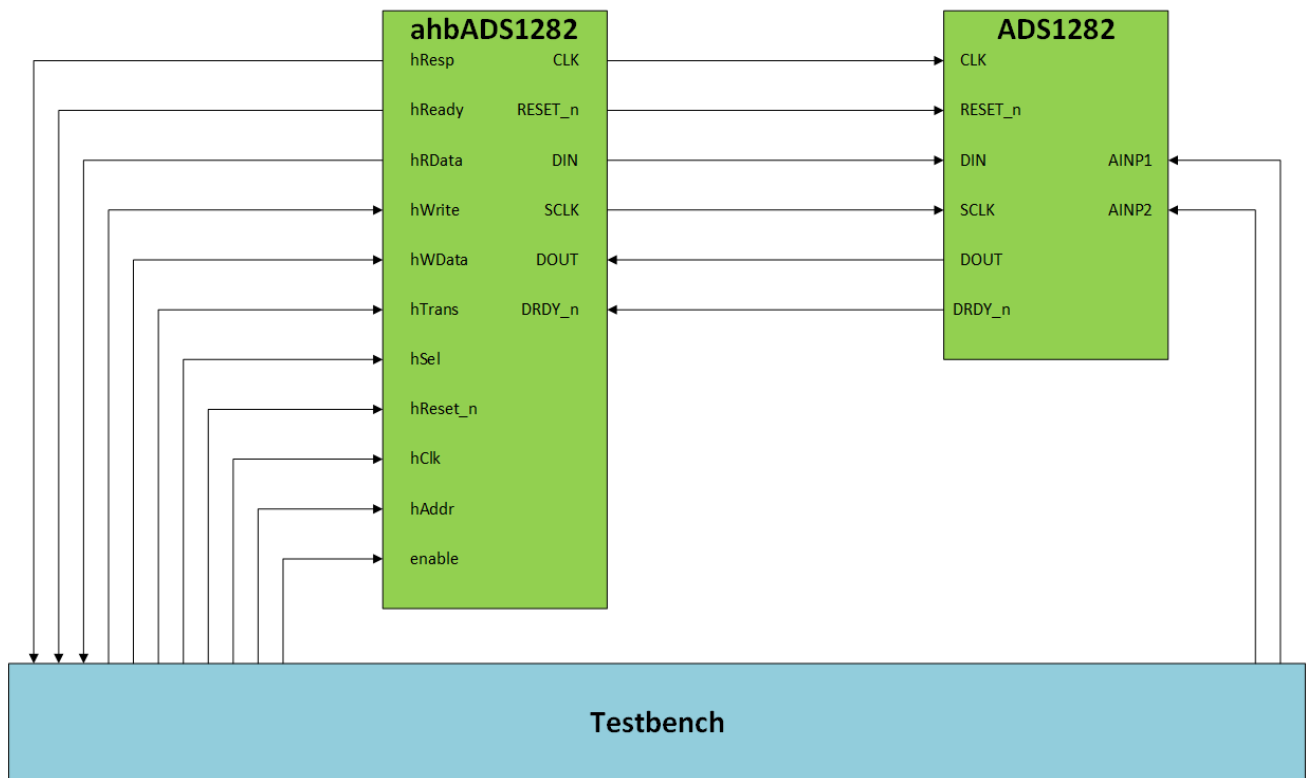 ahbADS1282
hResp CLK
hReady RESET_n
hRData DIN
hWrite SCLK
hWData DOUT
hTrans DRDY_n
hSel
hReset_n
hClk
hAddr
enable
ADS1282
CLK
RESET_n
DIN AINP1
SCLK AINP2
DOUT
DRDY_n
Testbench